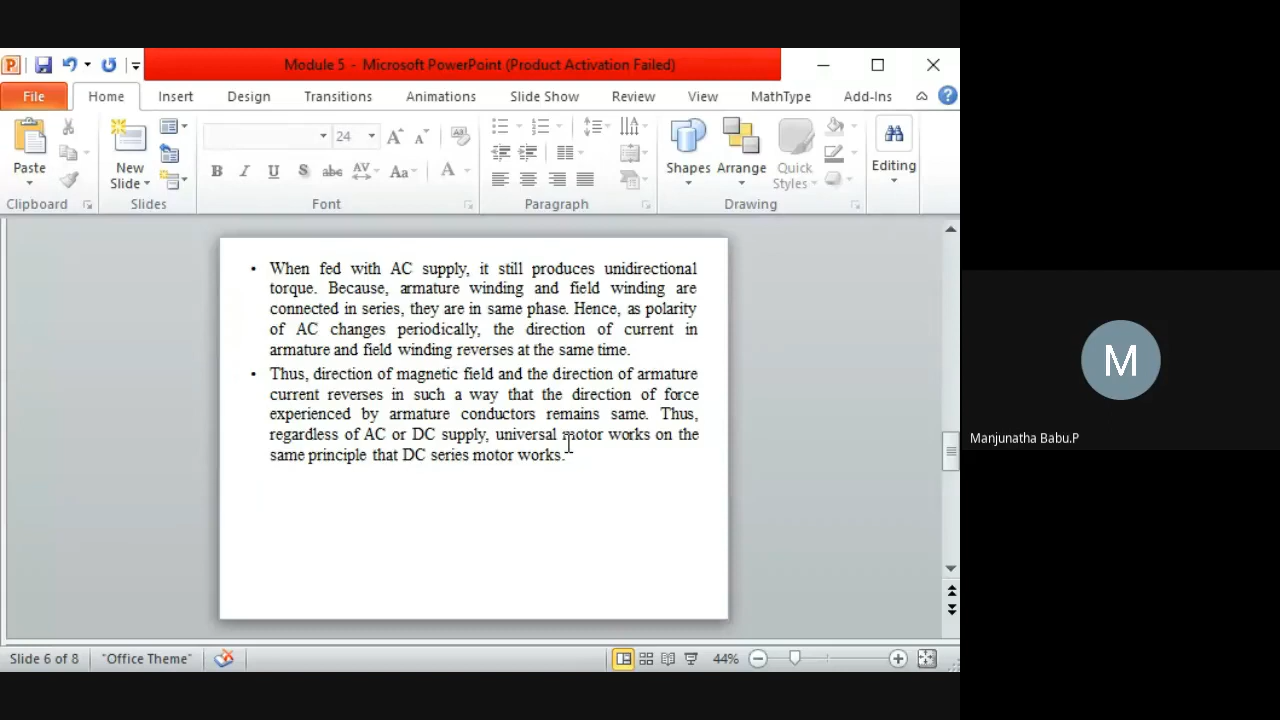 Module 5 - Microsoft PowerPoint (Product Activation Failed)
File Home Insert Design Transitions Animations Slide Show Review View MathType Add-Ins
24
Paste New Slide Shapes Arrange Quick Styles Editing
Clipboard Slides Font Paragraph Drawing
• When fed with AC supply, it still produces unidirectional
torque. Because, armature winding and field winding are
connected in series, they are in same phase. Hence, as polarity
of AC changes periodically, the direction of current in
armature and field winding reverses at the same time.
• Thus, direction of magnetic field and the direction of armature
current reverses in such a way that the direction of force
experienced by armature conductors remains same. Thus,
regardless of AC or DC supply, universal motor works on the
same principle that DC series motor works.
M
Manjunatha Babu.P
Slide 6 of 8 "Office Theme" 44%